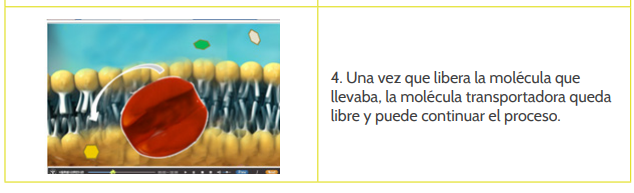 4. Una vez que libera la molécula que
llevaba, la molécula transportadora queda
libre y puede continuar el proceso.